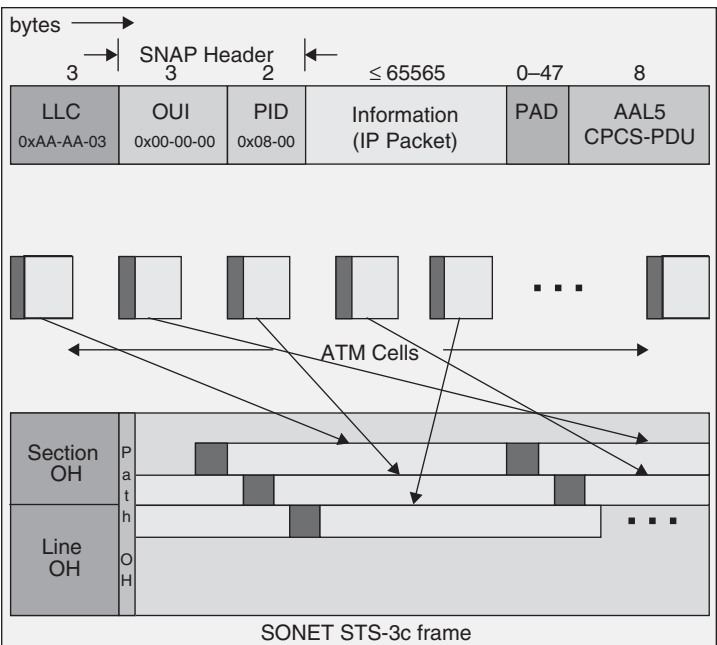 bytes
SNAP Header
3 3 2 ≤ 65565 0–47 8
LLC OUI PID Information PAD AAL5
0xAA-AA-03 0x00-00-00 0x08-00 (IP Packet) CPCS-PDU
ATM Cells
Section
OH
Line
OH
Path OH
SONET STS-3c frame